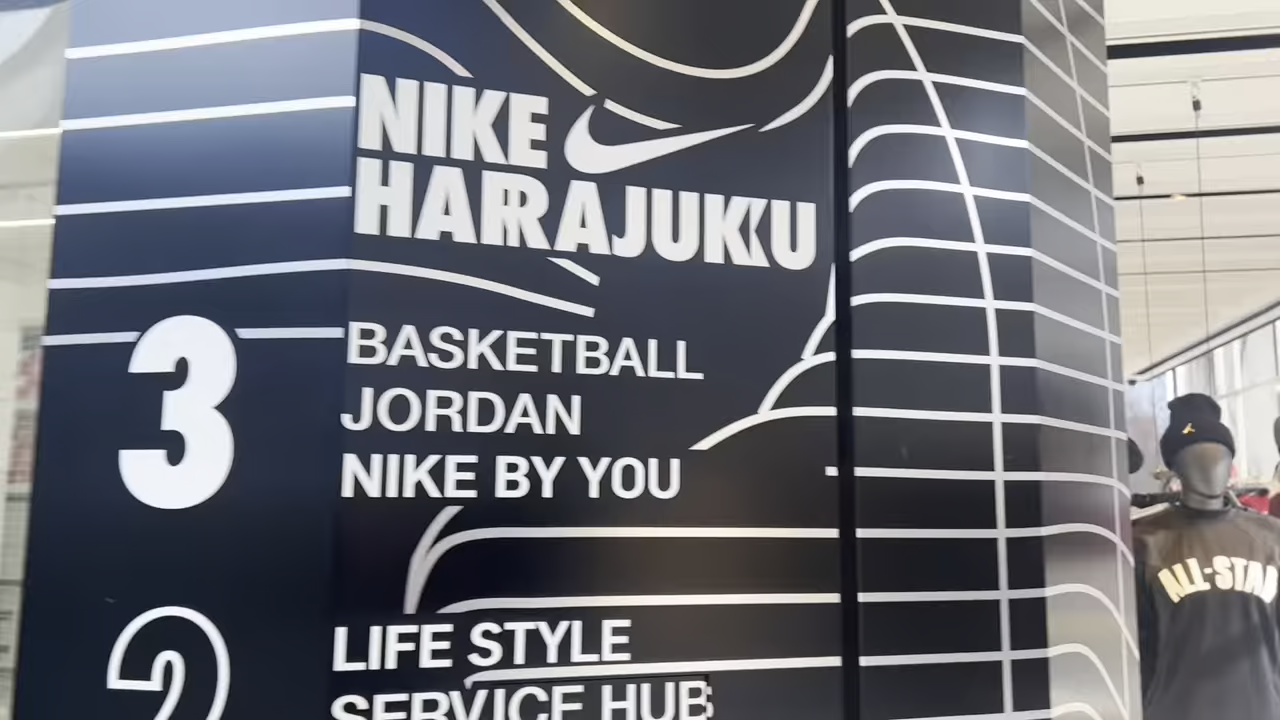 NIKE
HARAJUKU
3
BASKETBALL
JORDAN
NIKE BY YOU
2
LIFE STYLE
SERVICE HUB
ALL-STAR